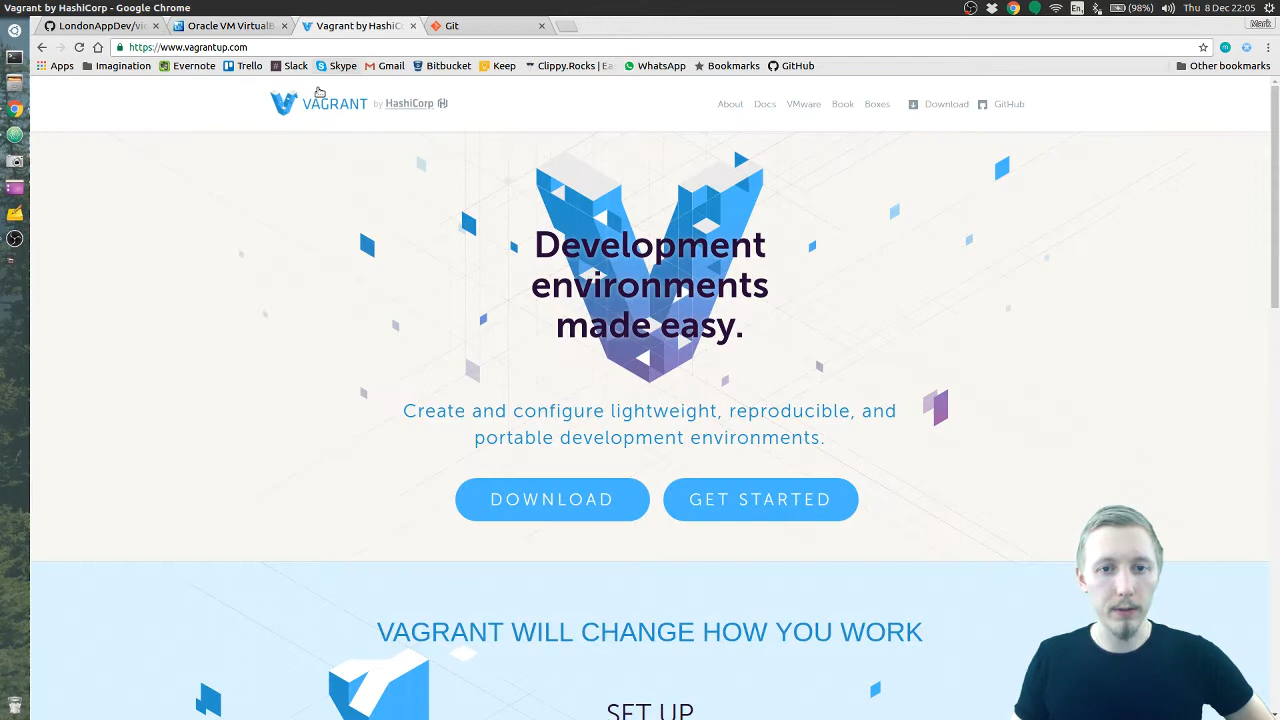 Vagrant by HashiCorp - Google Chrome
En
(98%)
Thu 8 Dec 22:05
Mark
LondonAppDev/vic
Oracle VM VirtualB
Vagrant by HashiC
Git
https://www.vagrantup.com
Apps
Imagination
Evernote
Trello
Slack
Skype
Gmail
Bitbucket
Keep
Clippy.Rocks | Ea
WhatsApp
Bookmarks
GitHub
Other bookmarks
VAGRANT by HashiCorp
About
Docs
VMware
Book
Boxes
Download
GitHub
Development
environments
made easy.
Create and configure lightweight, reproducible, and
portable development environments.
DOWNLOAD
GET STARTED
VAGRANT WILL CHANGE HOW YOU WORK
SET UP